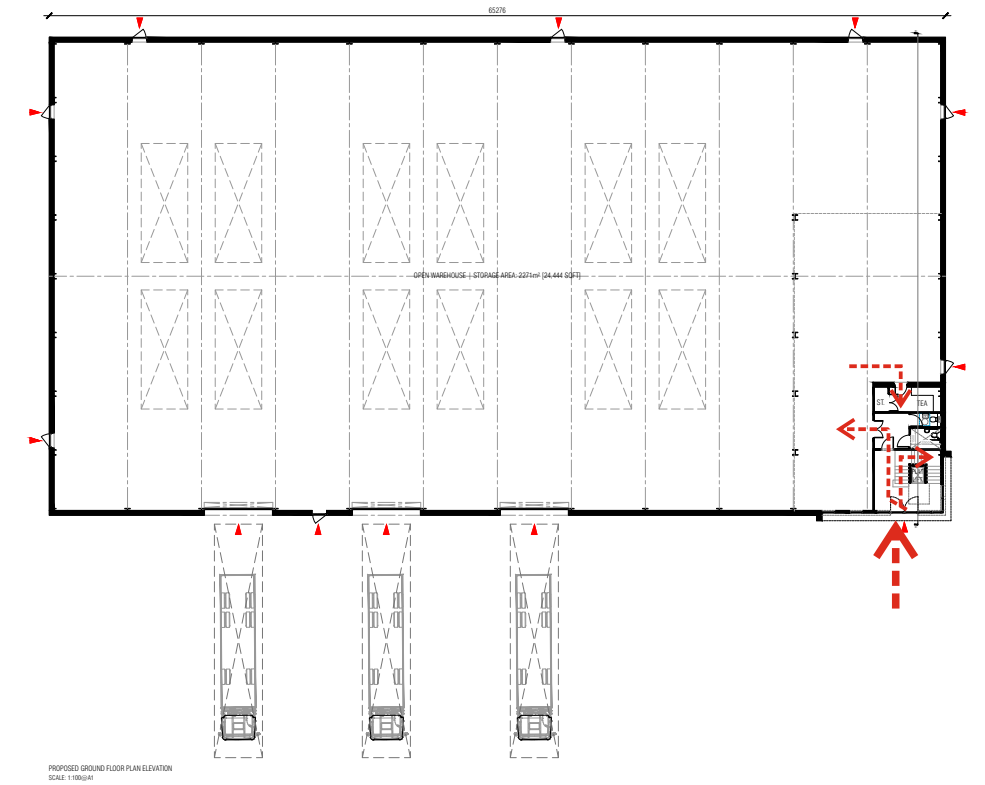 65276
OPEN WAREHOUSE | STORAGE AREA: 2271m² [24,444 SQFT]
ST.
TEA
PROPOSED GROUND FLOOR PLAN ELEVATION
SCALE: 1:100@A1